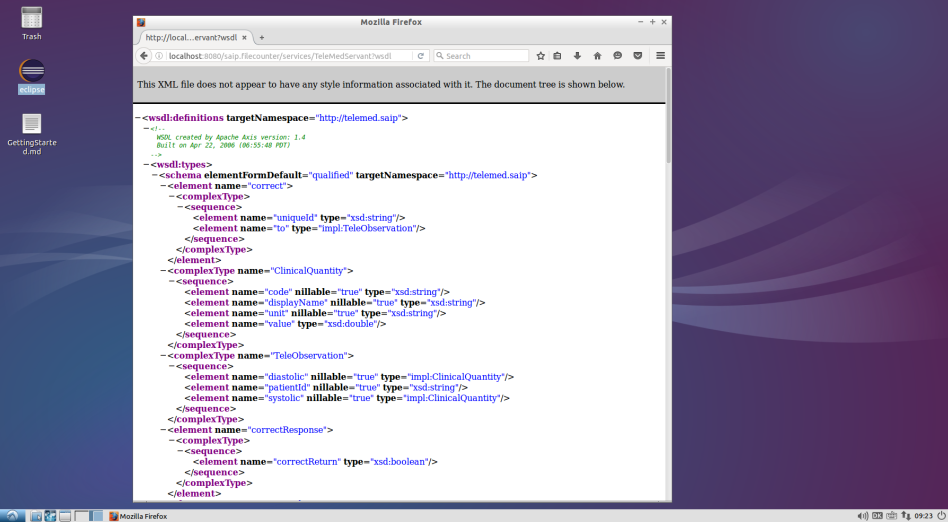 Trash
eclipse
GettingStarte
d.md
Mozilla Firefox
http://local...ervant?wsdl × +
localhost:8080/saip.filecounter/services/TeleMedServant?wsdl
Search
This XML file does not appear to have any style information associated with it. The document tree is shown below.
−<wsdl:definitions targetNamespace="http://telemed.saip">
−<!--
WSDL created by Apache Axis version: 1.4
Built on Apr 22, 2006 (06:55:48 PDT)
-->
−<wsdl:types>
−<schema elementFormDefault="qualified" targetNamespace="http://telemed.saip">
−<element name="correct">
−<complexType>
−<sequence>
<element name="uniqueId" type="xsd:string"/>
<element name="to" type="impl:TeleObservation"/>
</sequence>
</complexType>
</element>
−<complexType name="ClinicalQuantity">
−<sequence>
<element name="code" nillable="true" type="xsd:string"/>
<element name="displayName" nillable="true" type="xsd:string"/>
<element name="unit" nillable="true" type="xsd:string"/>
<element name="value" type="xsd:double"/>
</sequence>
</complexType>
−<complexType name="TeleObservation">
−<sequence>
<element name="diastolic" nillable="true" type="impl:ClinicalQuantity"/>
<element name="patientId" nillable="true" type="xsd:string"/>
<element name="systolic" nillable="true" type="impl:ClinicalQuantity"/>
</sequence>
</complexType>
−<element name="correctResponse">
−<complexType>
−<sequence>
<element name="correctReturn" type="xsd:boolean"/>
</sequence>
</complexType>
</element>
Mozilla Firefox
09:23